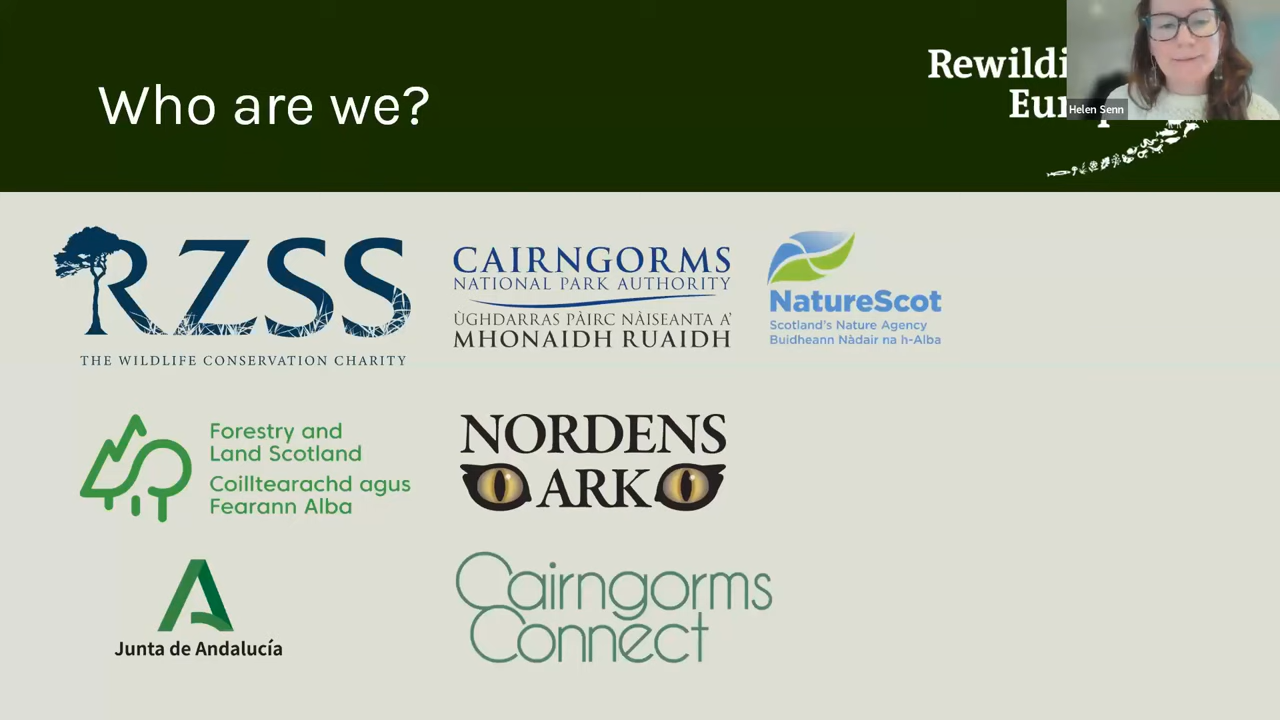 Who are we?
Rewildi
Eur
Helen Senn
RZSS
THE WILDLIFE CONSERVATION CHARITY
CAIRNGORMS
NATIONAL PARK AUTHORITY
ÙGHDARRAS PÀIRC NÀISEANTA A'
MHONAIDH RUAIDH
NatureScot
Scotland's Nature Agency
Buidheann Nàdair na h-Alba
Forestry and
Land Scotland
Coilltearachd agus
Fearann Alba
NORDENS
ARK
Junta de Andalucía
Cairngorms
Connect